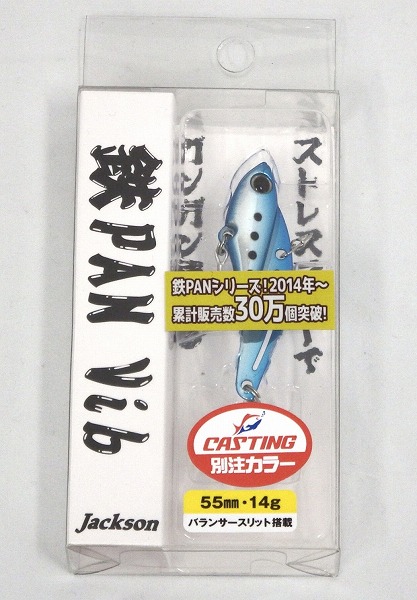 鉄PAN Vib
Jackson
ストレス
で
ガンガン
鉄PANシリーズ!2014年~
累計販売数30万個突破!
CASTING
別注カラー
55mm・14g
バランサースリット搭載